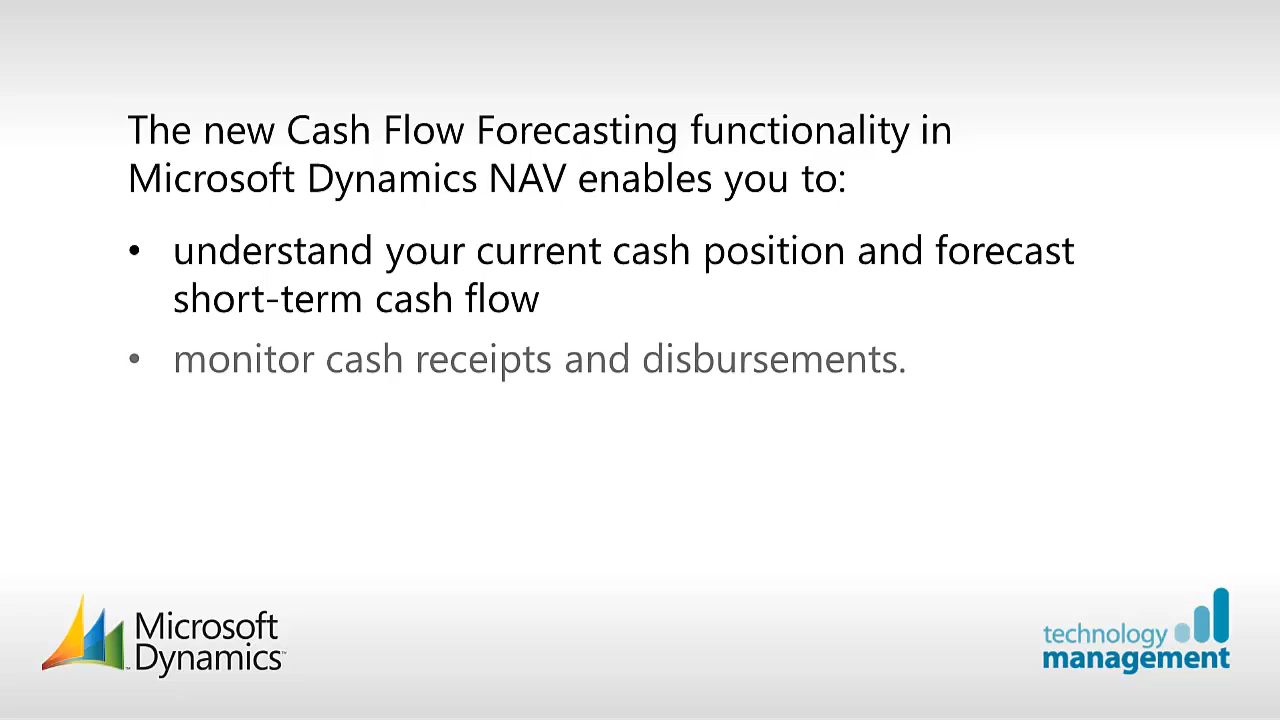 The new Cash Flow Forecasting functionality in
Microsoft Dynamics NAV enables you to:
• understand your current cash position and forecast
short-term cash flow
• monitor cash receipts and disbursements.
Microsoft
Dynamics™
technology
management